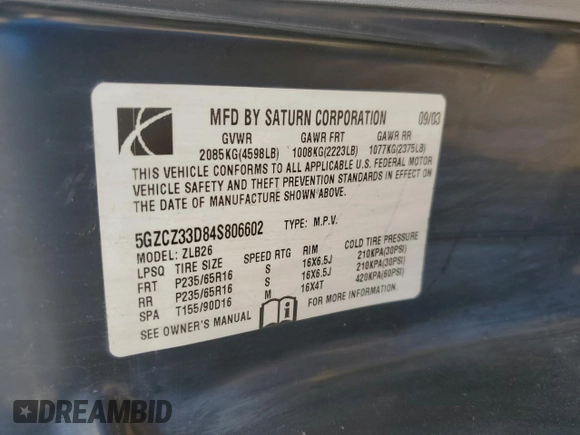 MFD BY SATURN CORPORATION 09/03
GVWR GAWR FRT GAWR RR
2085KG(4598LB) 1008KG(2223LB) 1077KG(2375LB)
THIS VEHICLE CONFORMS TO ALL APPLICABLE U.S. FEDERAL MOTOR
VEHICLE SAFETY AND THEFT PREVENTION STANDARDS IN EFFECT ON
THE DATE OF MANUFACTURE SHOWN ABOVE.
5GZCZ33D84S806602 TYPE: M.P.V.
MODEL: ZLB26
LPSQ TIRE SIZE SPEED RTG RIM COLD TIRE PRESSURE
FRT P235/65R16 S 16X6.5J 210KPA(30PSI)
RR P235/65R16 S 16X6.5J 210KPA(30PSI)
SPA T155/90D16 M 16X4T 420KPA(60PSI)
SEE OWNER'S MANUAL FOR MORE INFORMATION.
DREAMBID